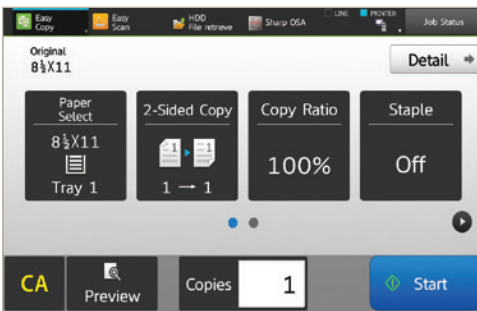 Easy
Copy
Easy
Scan
HDD
File retrieve
Sharp OSA
LINE
PRINTER
Job Status
Original
8½X11
Detail
Paper
Select
8½X11
Tray 1
2-Sided Copy
1 1
1 → 1
Copy Ratio
100%
Staple
Off
CA
Preview
Copies
1
Start